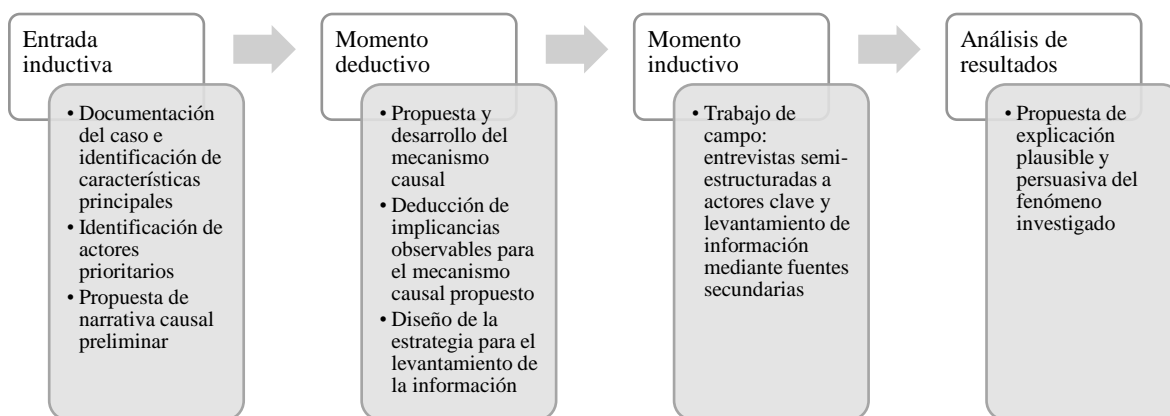 Entrada
inductiva
• Documentación
del caso e
identificación de
características
principales
• Identificación de
actores
prioritarios
• Propuesta de
narrativa causal
preliminar
Momento
deductivo
• Propuesta y
desarrollo del
mecanismo
causal
• Deducción de
implicancias
observables para
el mecanismo
causal propuesto
• Diseño de la
estrategia para el
levantamiento de
la información
Momento
inductivo
• Trabajo de
campo:
entrevistas semi-
estructuradas a
actores clave y
levantamiento de
información
mediante fuentes
secundarias
Análisis de
resultados
• Propuesta de
explicación
plausible y
persuasiva del
fenómeno
investigado